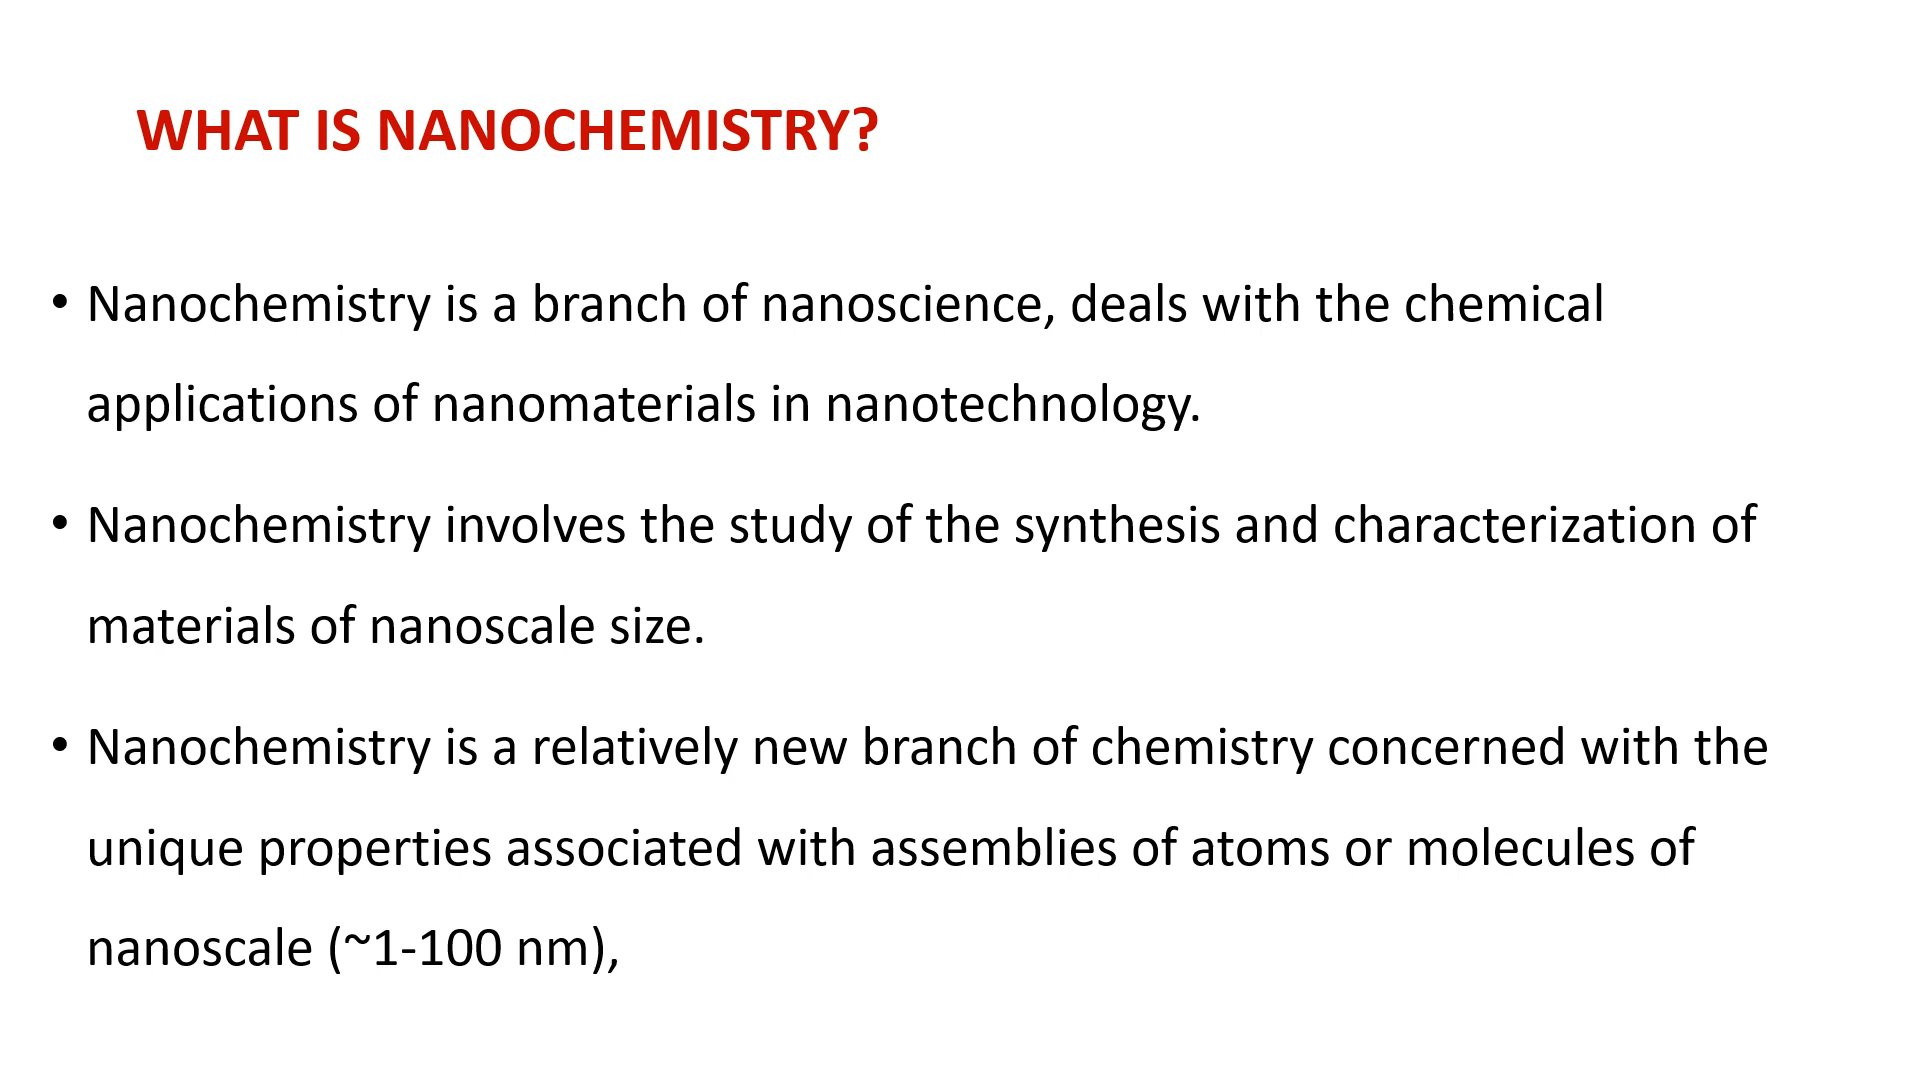 WHAT IS NANOCHEMISTRY?
• Nanochemistry is a branch of nanoscience, deals with the chemical
applications of nanomaterials in nanotechnology.
• Nanochemistry involves the study of the synthesis and characterization of
materials of nanoscale size.
• Nanochemistry is a relatively new branch of chemistry concerned with the
unique properties associated with assemblies of atoms or molecules of
nanoscale (~1-100 nm),